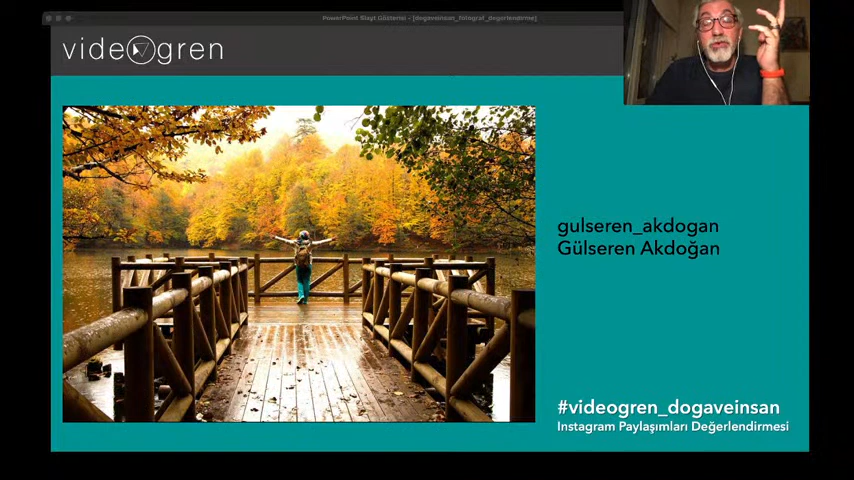 PowerPoint Slayt Gösterisi - [dogaveinsan_fotograf_degerlendirme]
videogren
gulseren_akdogan
Gülseren Akdoğan
#videogren_dogaveinsan
Instagram Paylaşımları Değerlendirmesi